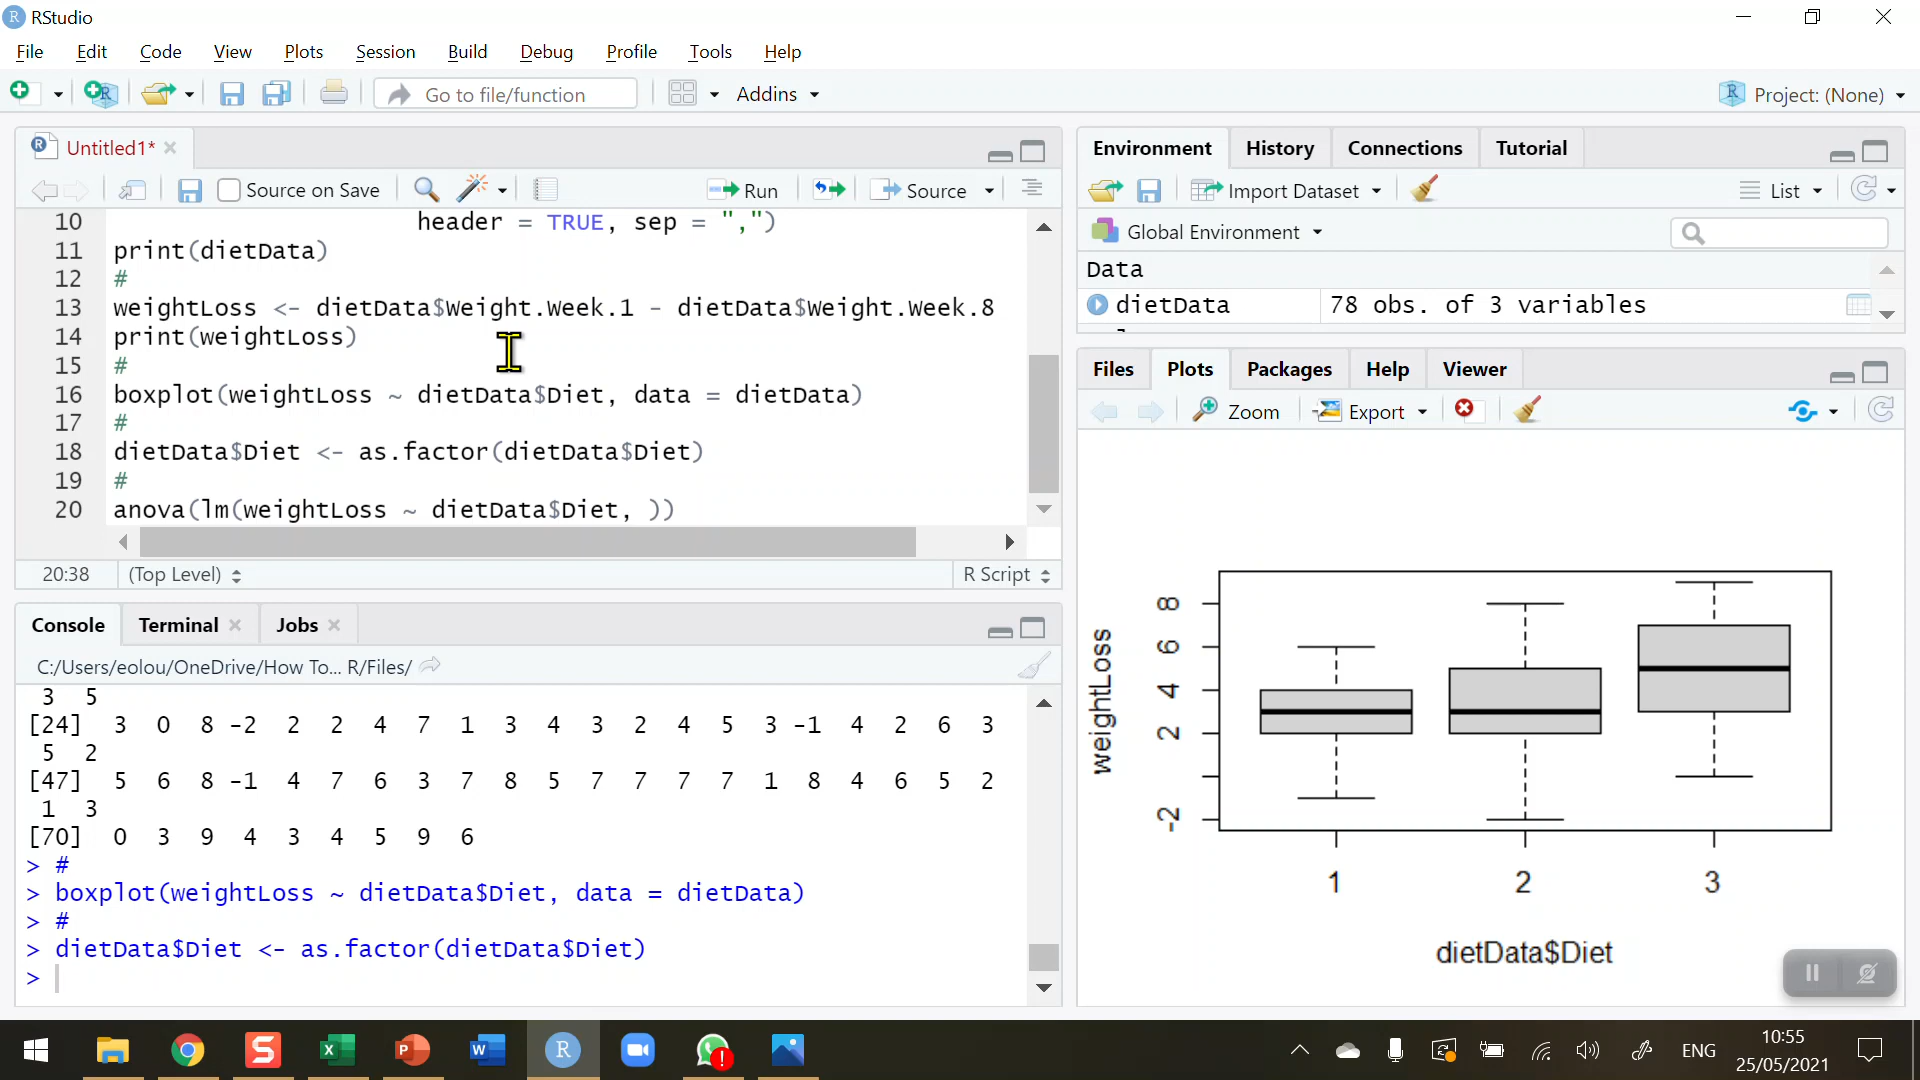 RStudio
File Edit Code View Plots Session Build Debug Profile Tools Help
Go to file/function Addins Project: (None)
Untitled1*
Source on Save Run Source
10 header = TRUE, sep = ",")
11 print(dietData)
12 #
13 weightLoss <- dietData$Weight.Week.1 - dietData$Weight.Week.8
14 print(weightLoss)
15 #
16 boxplot(weightLoss ~ dietData$Diet, data = dietData)
17 #
18 dietData$Diet <- as.factor(dietData$Diet)
19 #
20 anova(lm(weightLoss ~ dietData$Diet, ))
20:38 (Top Level) R Script
Console Terminal Jobs
C:/Users/eolou/OneDrive/How To... R/Files/
3 5
[24] 3 0 8 -2 2 2 4 7 1 3 4 3 2 4 5 3 -1 4 2 6 3
5 2
[47] 5 6 8 -1 4 7 6 3 7 8 5 7 7 7 7 1 8 4 6 5 2
1 3
[70] 0 3 9 4 3 4 5 9 6
> #
> boxplot(weightLoss ~ dietData$Diet, data = dietData)
> #
> dietData$Diet <- as.factor(dietData$Diet)
>
Environment History Connections Tutorial
Import Dataset List
Global Environment
Data
dietData 78 obs. of 3 variables
Files Plots Packages Help Viewer
Zoom Export
weightLoss
8
6
4
2
-2
1 2 3
dietData$Diet
ENG
10:55
25/05/2021